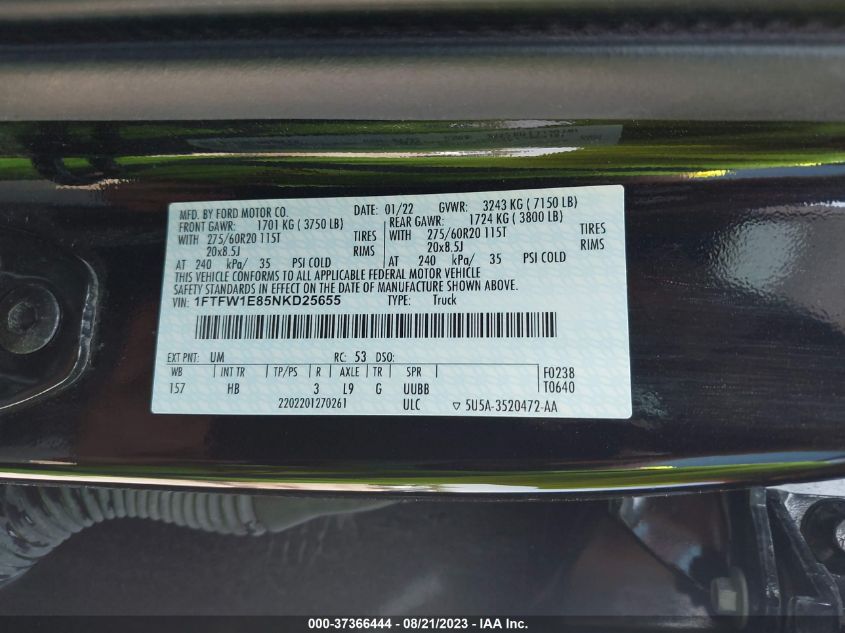 MFD. BY FORD MOTOR CO. DATE: 01/22 GVWR: 3243 KG ( 7150 LB)
FRONT GAWR: 1701 KG ( 3750 LB) REAR GAWR: 1724 KG ( 3800 LB)
WITH 275/60R20 115T TIRES WITH 275/60R20 115T TIRES
20x8.5J RIMS 20x8.5J RIMS
AT 240 kPa/ 35 PSI COLD AT 240 kPa/ 35 PSI COLD
THIS VEHICLE CONFORMS TO ALL APPLICABLE FEDERAL MOTOR VEHICLE
SAFETY STANDARDS IN EFFECT ON THE DATE OF MANUFACTURE SHOWN ABOVE.
VIN: 1FTFW1E85NKD25655 TYPE: Truck
EXT PNT: UM RC: 53 DSO:
WB | INT TR | TP/PS | R | AXLE | TR | SPR F0238
157 HB 3 L9 G UUBB T0640
2202201270261 ULC ▽ 5U5A-3520472-AA
000-37366444 - 08/21/2023 - IAA Inc.